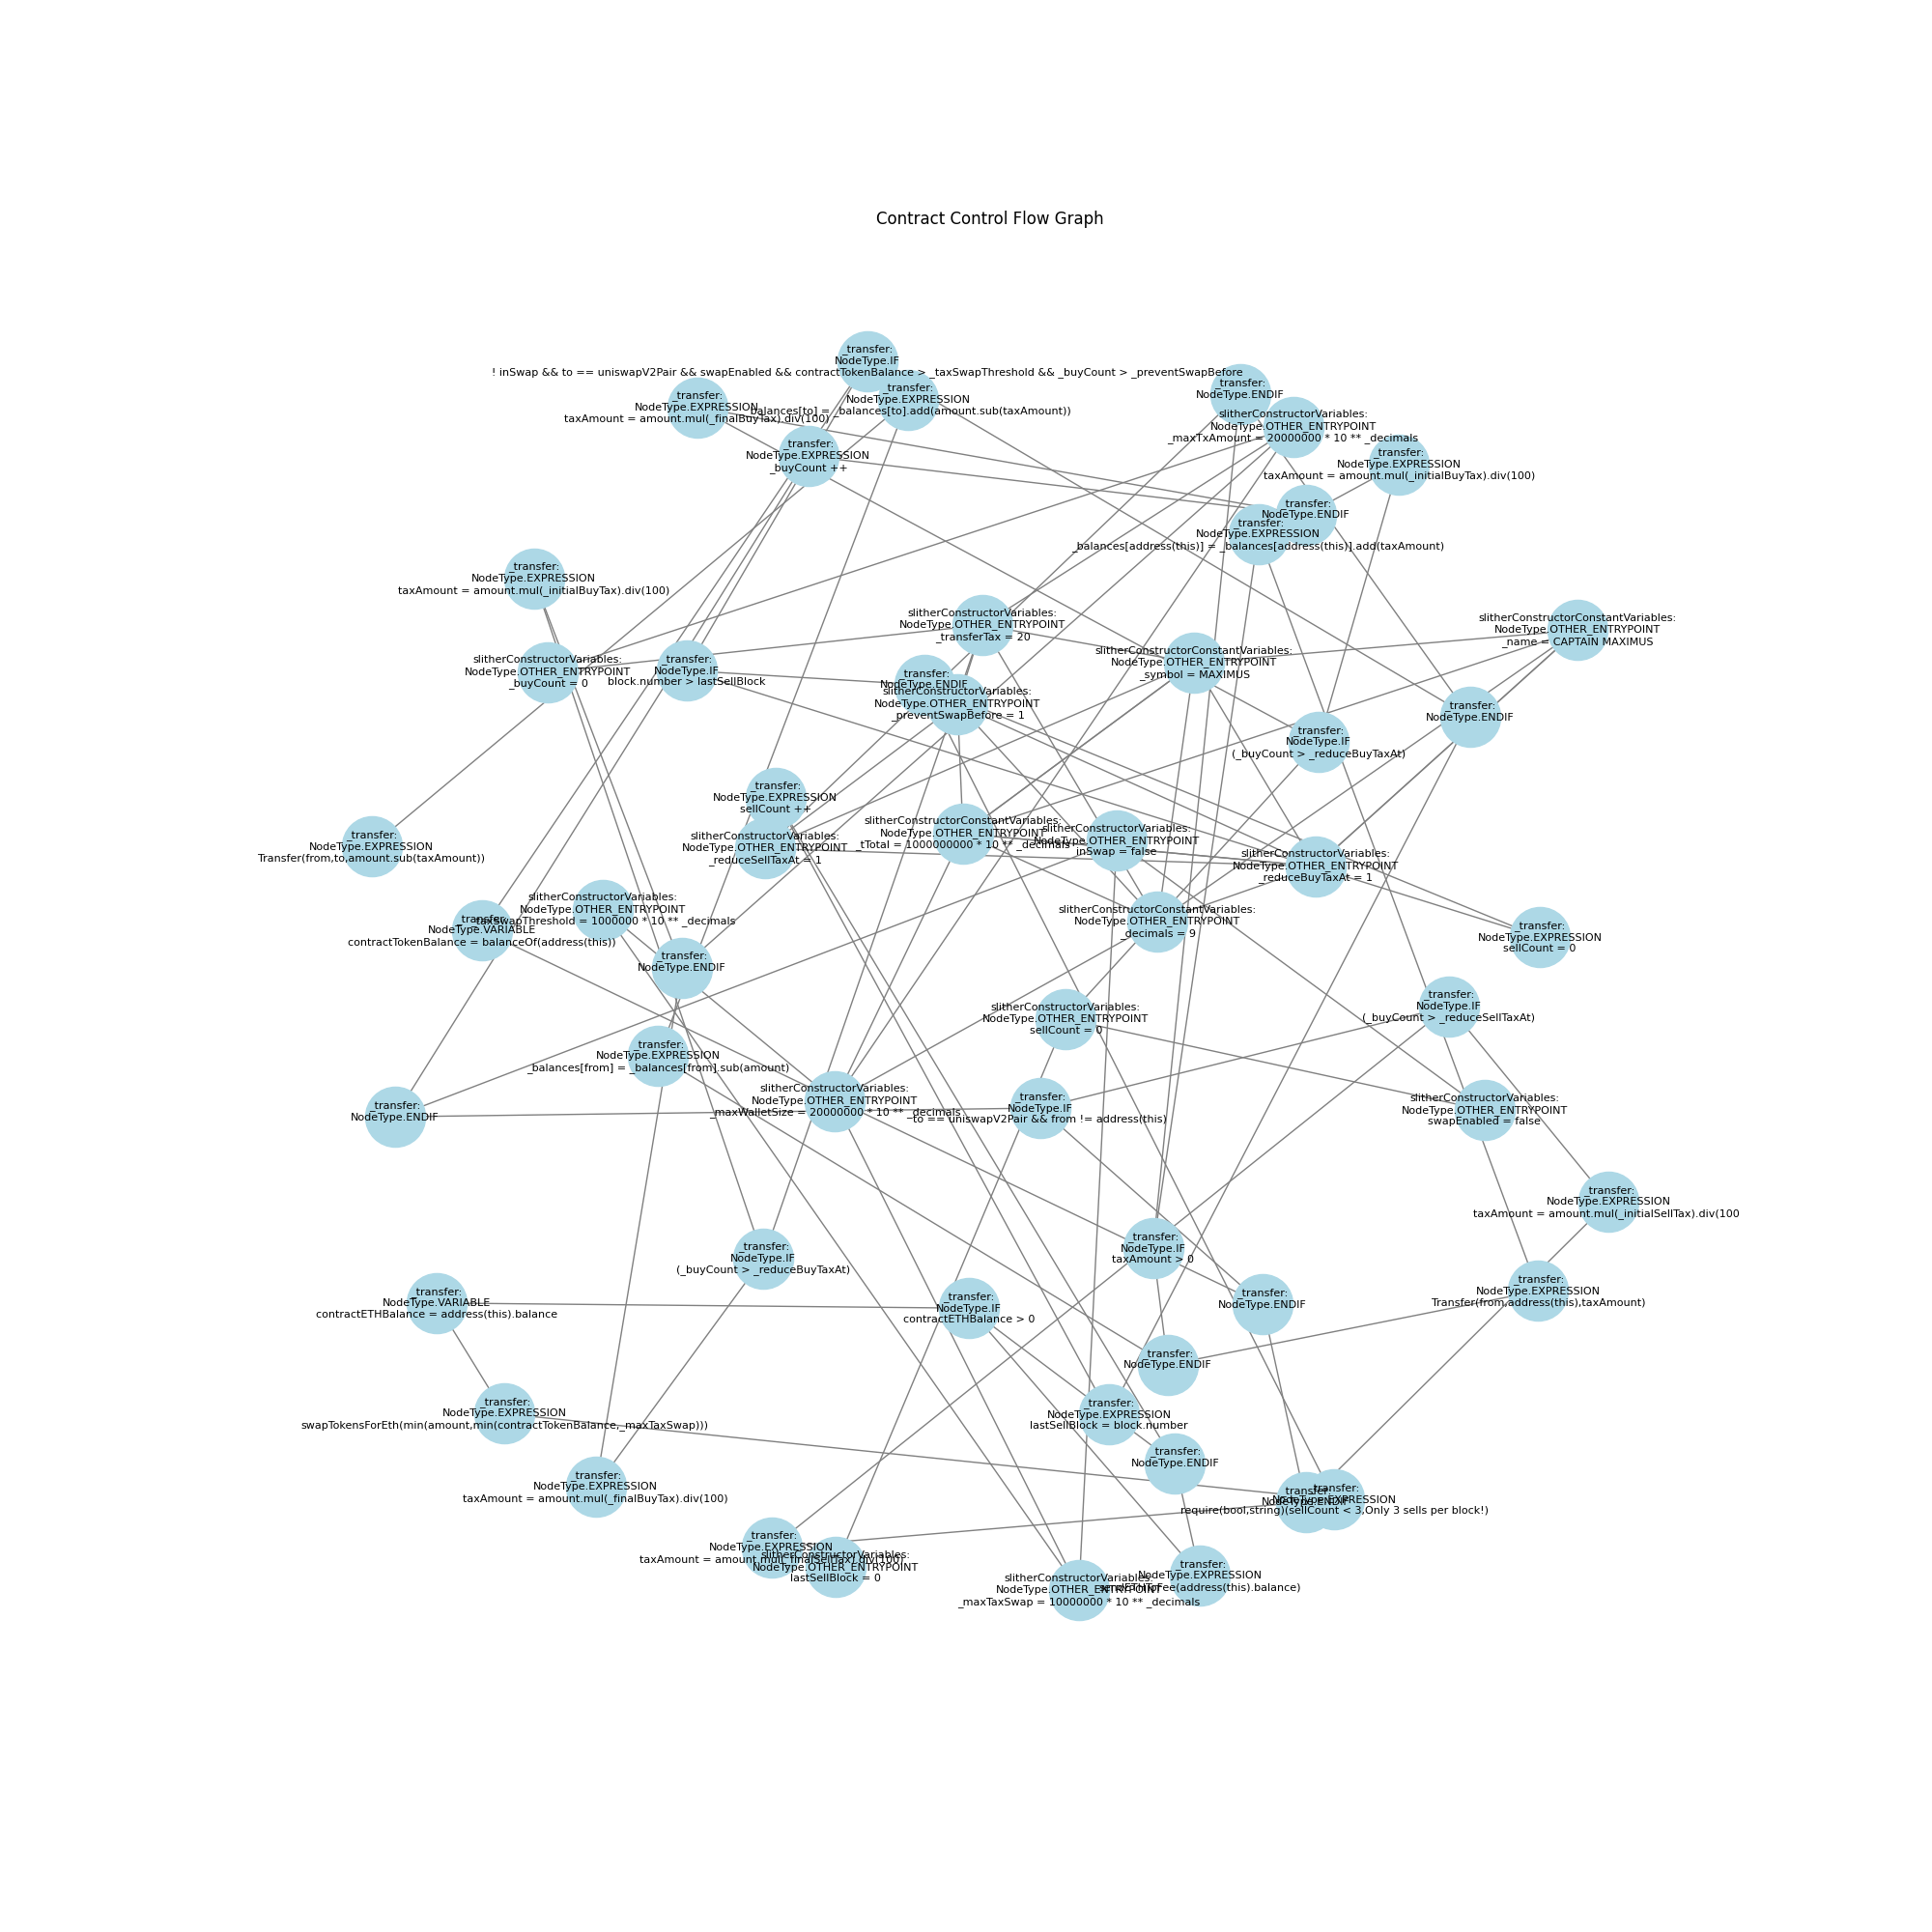 Contract Control Flow Graph
_transfer:
NodeType.IF
! inSwap && to == uniswapV2Pair && swapEnabled && contractTokenBalance > _taxSwapThreshold && _buyCount > _preventSwapBefore
_transfer:
NodeType.ENDIF
_transfer:
NodeType.EXPRESSION
_balances[to] = _balances[to].add(amount.sub(taxAmount))
_transfer:
NodeType.EXPRESSION
taxAmount = amount.mul(_finalBuyTax).div(100)
slitherConstructorVariables:
NodeType.OTHER_ENTRYPOINT
_maxTxAmount = 20000000 * 10 ** _decimals
_transfer:
NodeType.EXPRESSION
_buyCount ++
_transfer:
NodeType.EXPRESSION
taxAmount = amount.mul(_initialBuyTax).div(100)
_transfer:
NodeType.ENDIF
_transfer:
NodeType.EXPRESSION
_balances[address(this)] = _balances[address(this)].add(taxAmount)
_transfer:
NodeType.EXPRESSION
taxAmount = amount.mul(_initialBuyTax).div(100)
slitherConstructorVariables:
NodeType.OTHER_ENTRYPOINT
_transferTax = 20
slitherConstructorConstantVariables:
NodeType.OTHER_ENTRYPOINT
_name = CAPTAIN MAXIMUS
slitherConstructorVariables:
NodeType.OTHER_ENTRYPOINT
_buyCount = 0
_transfer:
NodeType.IF
block.number > lastSellBlock
slitherConstructorConstantVariables:
NodeType.OTHER_ENTRYPOINT
_symbol = MAXIMUS
_transfer:
NodeType.ENDIF
slitherConstructorVariables:
NodeType.OTHER_ENTRYPOINT
_preventSwapBefore = 1
_transfer:
NodeType.ENDIF
_transfer:
NodeType.IF
(_buyCount > _reduceBuyTaxAt)
_transfer:
NodeType.EXPRESSION
sellCount ++
slitherConstructorVariables:
NodeType.OTHER_ENTRYPOINT
_reduceSellTaxAt = 1
slitherConstructorConstantVariables:
NodeType.OTHER_ENTRYPOINT
_tTotal = 1000000000 * 10 ** _decimals
slitherConstructorVariables:
NodeType.OTHER_ENTRYPOINT
inSwap = false
_transfer:
NodeType.EXPRESSION
Transfer(from,to,amount.sub(taxAmount))
slitherConstructorVariables:
NodeType.OTHER_ENTRYPOINT
_reduceBuyTaxAt = 1
slitherConstructorVariables:
NodeType.OTHER_ENTRYPOINT
_taxSwapThreshold = 1000000 * 10 ** _decimals
_transfer:
NodeType.VARIABLE
contractTokenBalance = balanceOf(address(this))
slitherConstructorConstantVariables:
NodeType.OTHER_ENTRYPOINT
_decimals = 9
_transfer:
NodeType.EXPRESSION
sellCount = 0
_transfer:
NodeType.ENDIF
_transfer:
NodeType.IF
(_buyCount > _reduceSellTaxAt)
slitherConstructorVariables:
NodeType.OTHER_ENTRYPOINT
sellCount = 0
_transfer:
NodeType.EXPRESSION
_balances[from] = _balances[from].sub(amount)
slitherConstructorVariables:
NodeType.OTHER_ENTRYPOINT
_maxWalletSize = 20000000 * 10 ** _decimals
_transfer:
NodeType.ENDIF
_transfer:
NodeType.IF
to == uniswapV2Pair && from != address(this)
slitherConstructorVariables:
NodeType.OTHER_ENTRYPOINT
swapEnabled = false
_transfer:
NodeType.EXPRESSION
taxAmount = amount.mul(_initialSellTax).div(100
_transfer:
NodeType.IF
(_buyCount > _reduceBuyTaxAt)
_transfer:
NodeType.IF
taxAmount > 0
_transfer:
NodeType.VARIABLE
contractETHBalance = address(this).balance
_transfer:
NodeType.IF
contractETHBalance > 0
_transfer:
NodeType.ENDIF
_transfer:
NodeType.EXPRESSION
Transfer(from,address(this),taxAmount)
_transfer:
NodeType.ENDIF
_transfer:
NodeType.EXPRESSION
swapTokensForEth(min(amount,min(contractTokenBalance,_maxTaxSwap)))
_transfer:
NodeType.EXPRESSION
lastSellBlock = block.number
_transfer:
NodeType.ENDIF
_transfer:
NodeType.EXPRESSION
taxAmount = amount.mul(_finalBuyTax).div(100)
_transfer:
NodeType.ENDIF
_transfer:
NodeType.EXPRESSION
require(bool,string)(sellCount < 3,Only 3 sells per block!)
_transfer:
NodeType.EXPRESSION
taxAmount = amount.mul(_finalSellTax).div(100)
slitherConstructorVariables:
NodeType.OTHER_ENTRYPOINT
lastSellBlock = 0
slitherConstructorVariables:
NodeType.OTHER_ENTRYPOINT
_maxTaxSwap = 10000000 * 10 ** _decimals
_transfer:
NodeType.EXPRESSION
sendETHToFee(address(this).balance)